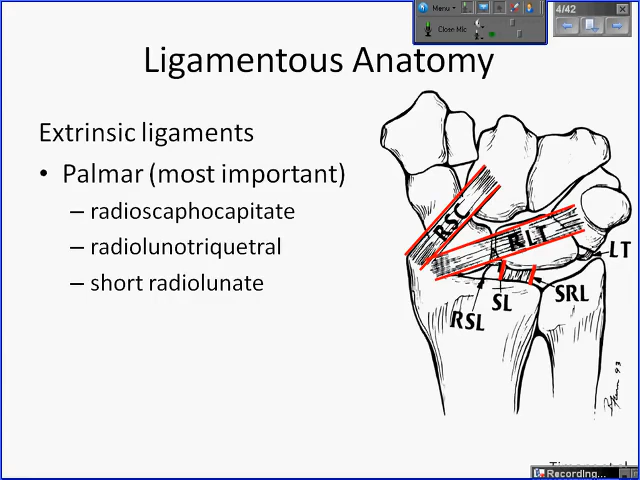 Menu
4/42
Close Mic
Ligamentous Anatomy
Extrinsic ligaments
• Palmar (most important)
– radioscaphocapitate
– radiolunotriquetral
– short radiolunate
RSC
RLT
LT
SL
SRL
RSL
Recording...